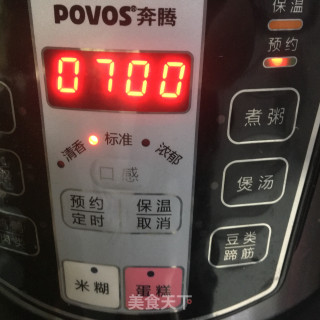 POVOS®奔腾
保温
预约
0700
清香
标准
浓郁
口感
煮粥
预约
定时
保温
取消
煲汤
豆类
蹄筋
米糊
蛋糕
美食天下